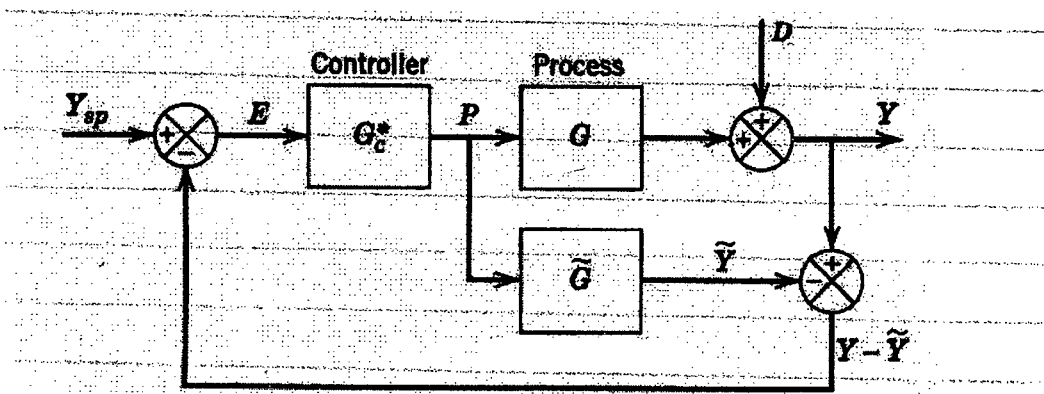 D
Controller
Process
Y_sp
+
−
E
G_c^*
P
G
+
+
Y
G̃
Ỹ
−
+
Y − Ỹ